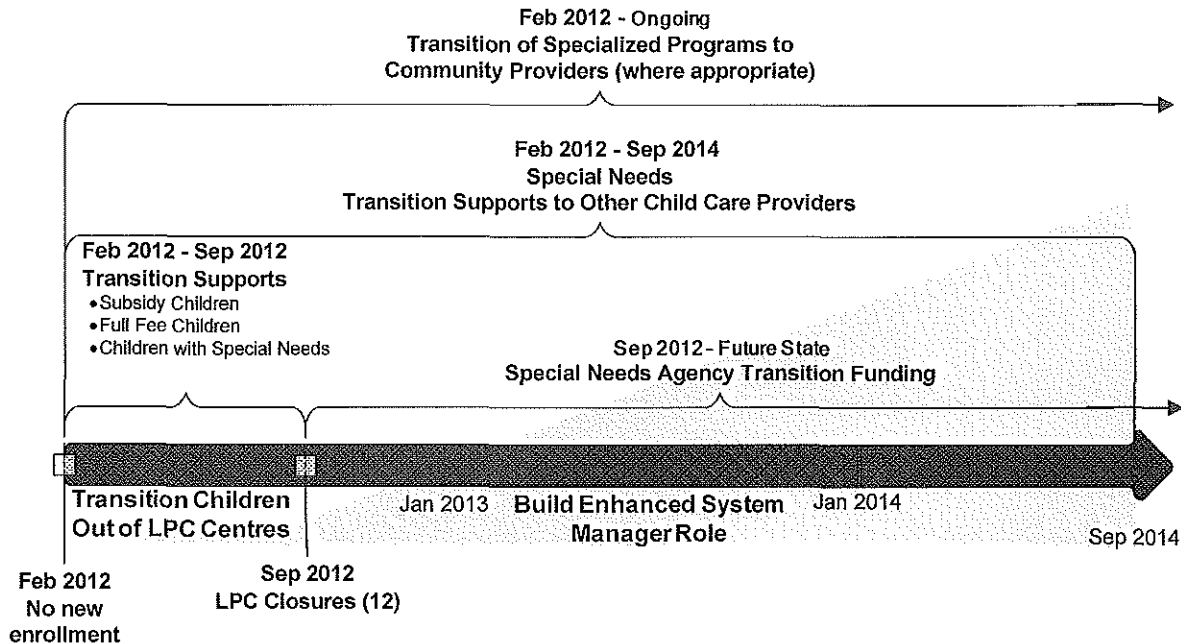 Feb 2012 - Ongoing
Transition of Specialized Programs to
Community Providers (where appropriate)
Feb 2012 - Sep 2014
Special Needs
Transition Supports to Other Child Care Providers
Feb 2012 - Sep 2012
Transition Supports
•Subsidy Children
•Full Fee Children
•Children with Special Needs
Sep 2012 - Future State
Special Needs Agency Transition Funding
Transition Children
Out of LPC Centres
Jan 2013
Build Enhanced System
Manager Role
Jan 2014
Sep 2014
Feb 2012
No new
enrollment
Sep 2012
LPC Closures (12)